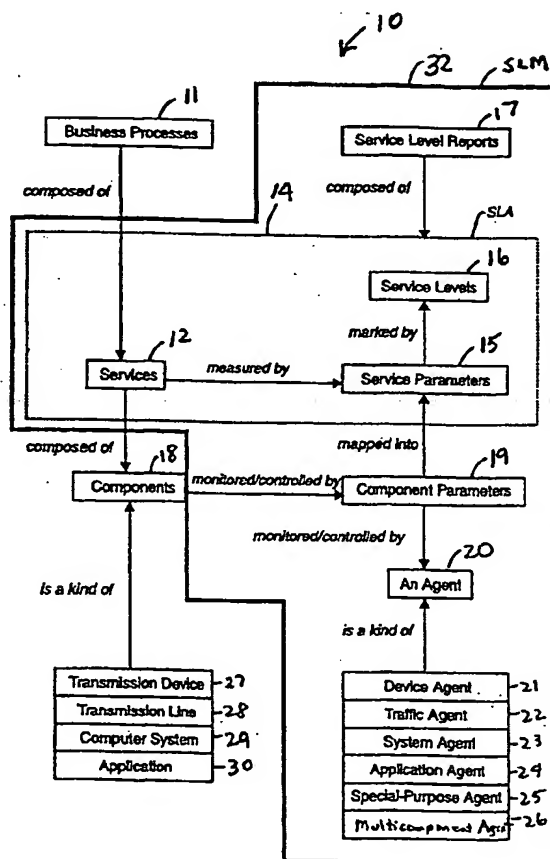 10
32
SLM
11
Business Processes
17
Service Level Reports
composed of
composed of
14
SLA
16
Service Levels
marked by
12
Services
measured by
15
Service Parameters
composed of
mapped into
18
Components
monitored/controlled by
19
Component Parameters
monitored/controlled by
20
An Agent
is a kind of
is a kind of
Transmission Device 27
Transmission Line 28
Computer System 29
Application 30
Device Agent 21
Traffic Agent 22
System Agent 23
Application Agent 24
Special-Purpose Agent 25
Multicomponent Agent 26